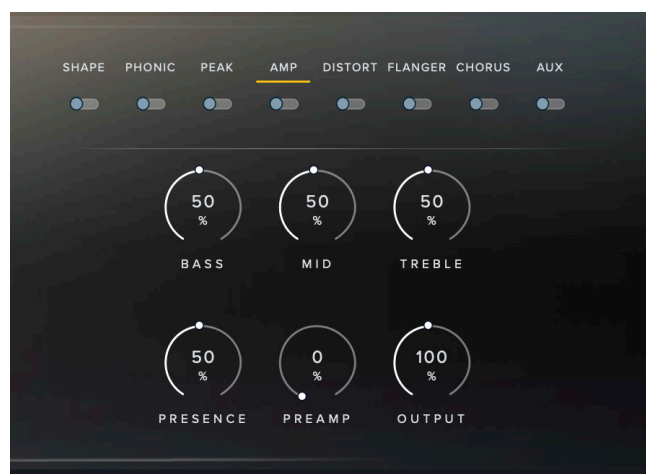 SHAPE PHONIC PEAK AMP DISTORT FLANGER CHORUS AUX
50 50 50
% % %
BASS MID TREBLE
50 0 100
% % %
PRESENCE PREAMP OUTPUT